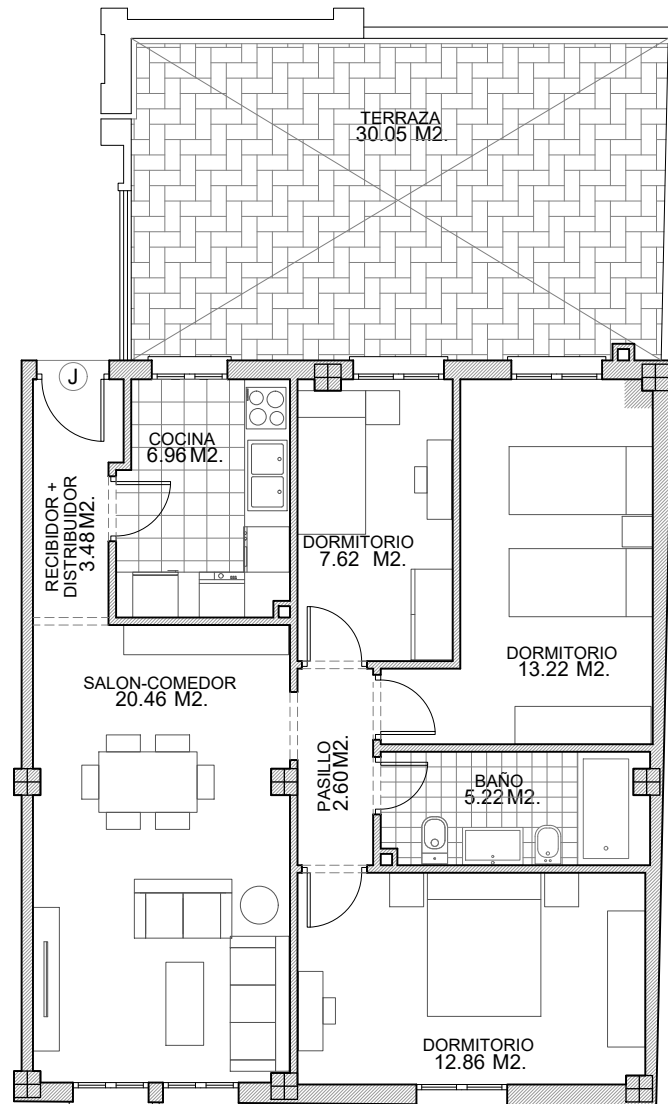 TERRAZA
30.05 M2.
J
COCINA
6.96 M2.
RECIBIDOR +
DISTRIBUIDOR
3.48 M2.
DORMITORIO
7.62 M2.
DORMITORIO
13.22 M2.
SALON-COMEDOR
20.46 M2.
PASILLO
2.60 M2.
BAÑO
5.22 M2.
DORMITORIO
12.86 M2.